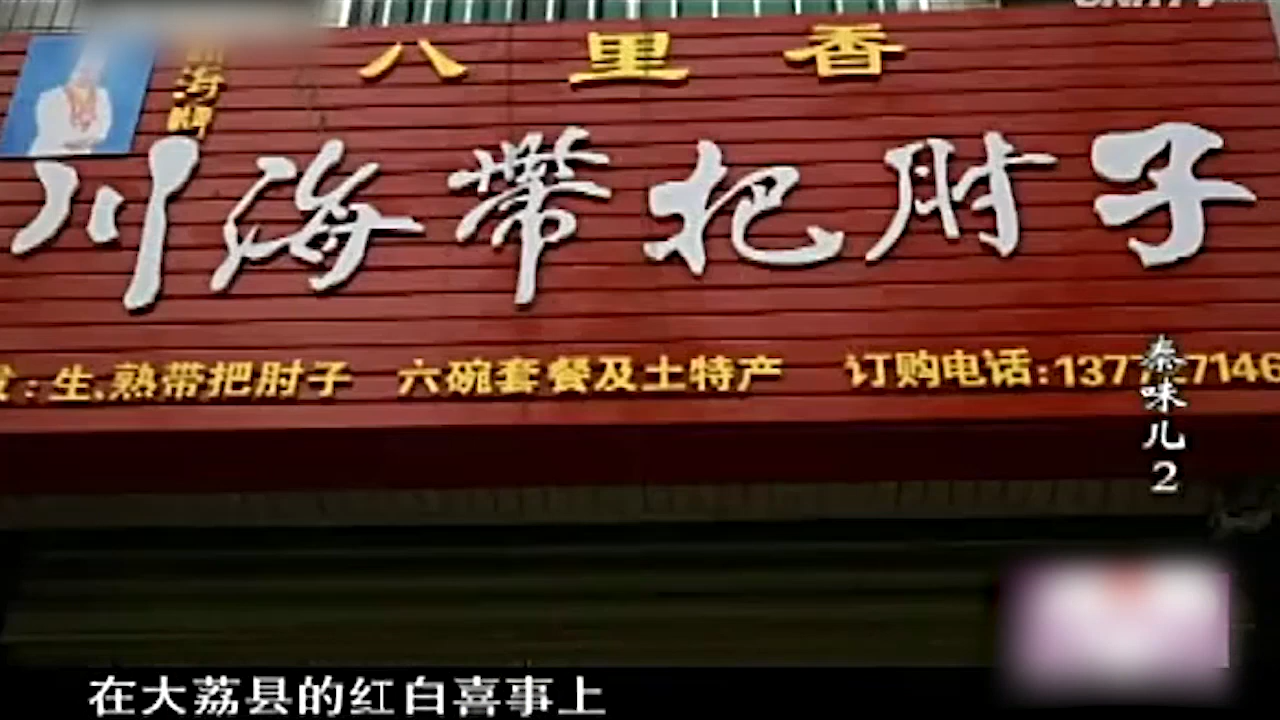 八里香
海牌
川海帶把肘子
:生、熟带把肘子 六碗套餐及土特产 订购电话:137 7146
秦味儿2
在大荔县的红白喜事上